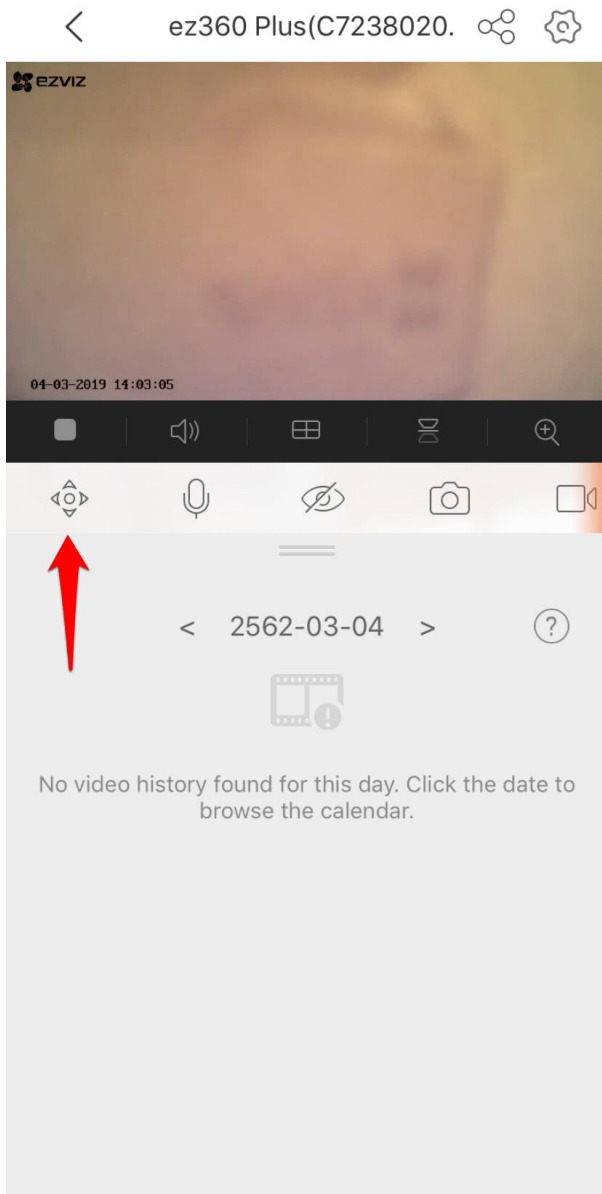 ez360 Plus(C7238020.
ezviz
04-03-2019 14:03:05
< 2562-03-04 >
?
No video history found for this day. Click the date to
browse the calendar.